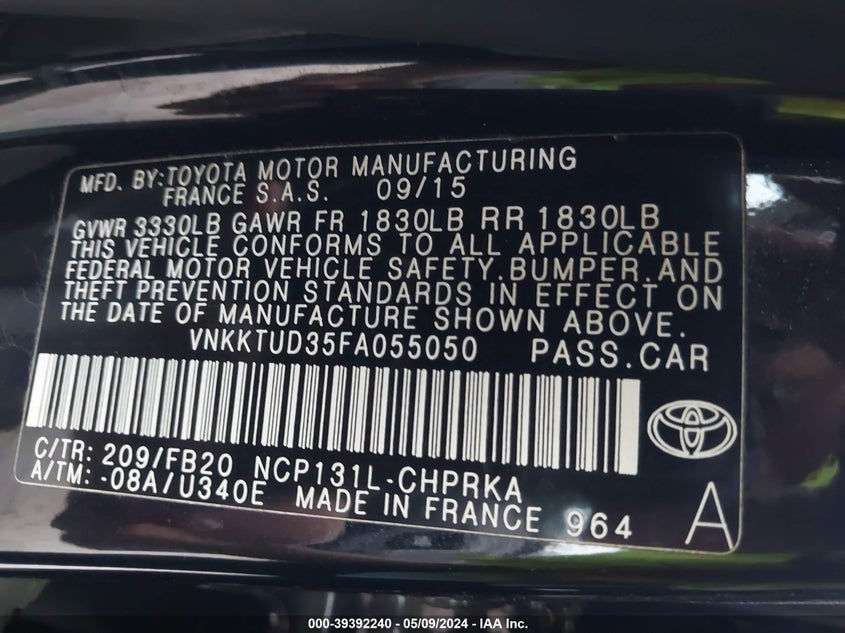 MFD. BY:TOYOTA MOTOR MANUFACTURING
FRANCE S.A.S. 09/15
GVWR 3330LB GAWR FR 1830LB RR 1830LB
THIS VEHICLE CONFORMS TO ALL APPLICABLE
FEDERAL MOTOR VEHICLE SAFETY.BUMPER.AND
THEFT PREVENTION STANDARDS IN EFFECT ON
THE DATE OF MANUFACTURE SHOWN ABOVE.
VNKKTUD35FA055050 PASS.CAR
C/TR: 209/FB20 NCP131L-CHPRKA
A/TM: -08A/U340E MADE IN FRANCE 964 A
000-39392240 - 05/09/2024 - IAA Inc.